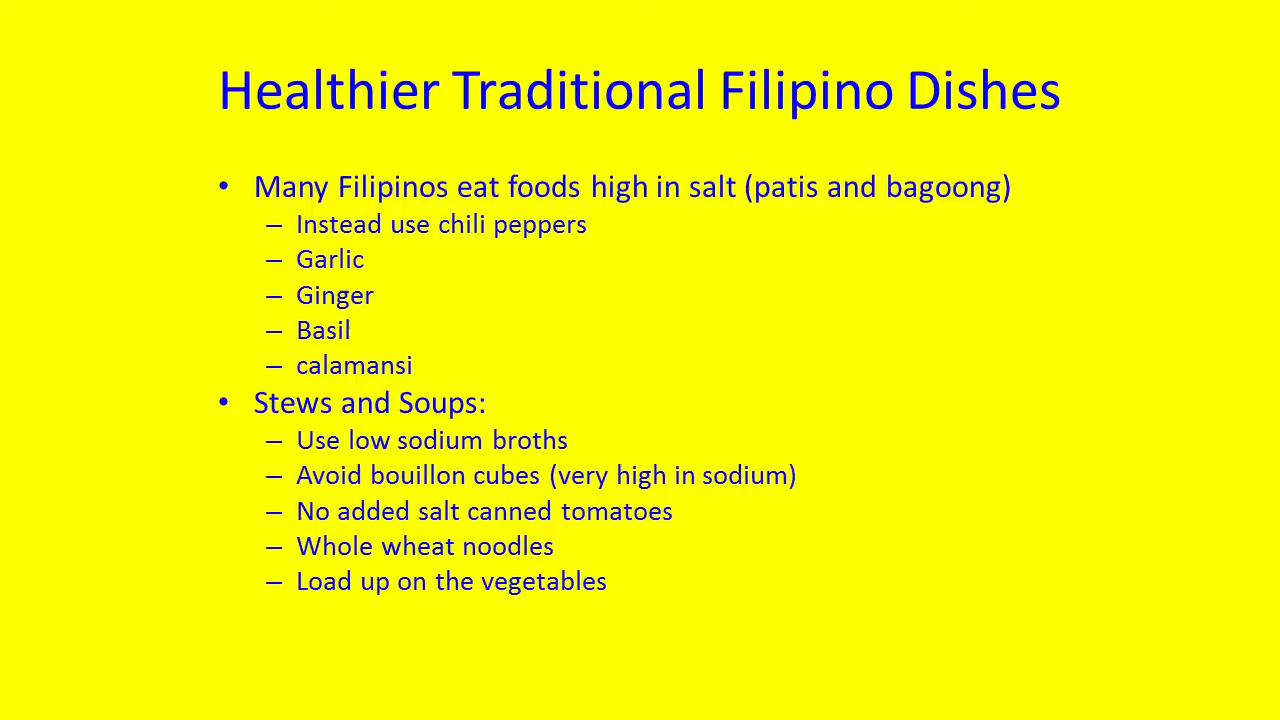 Healthier Traditional Filipino Dishes
• Many Filipinos eat foods high in salt (patis and bagoong)
– Instead use chili peppers
– Garlic
– Ginger
– Basil
– calamansi
• Stews and Soups:
– Use low sodium broths
– Avoid bouillon cubes (very high in sodium)
– No added salt canned tomatoes
– Whole wheat noodles
– Load up on the vegetables